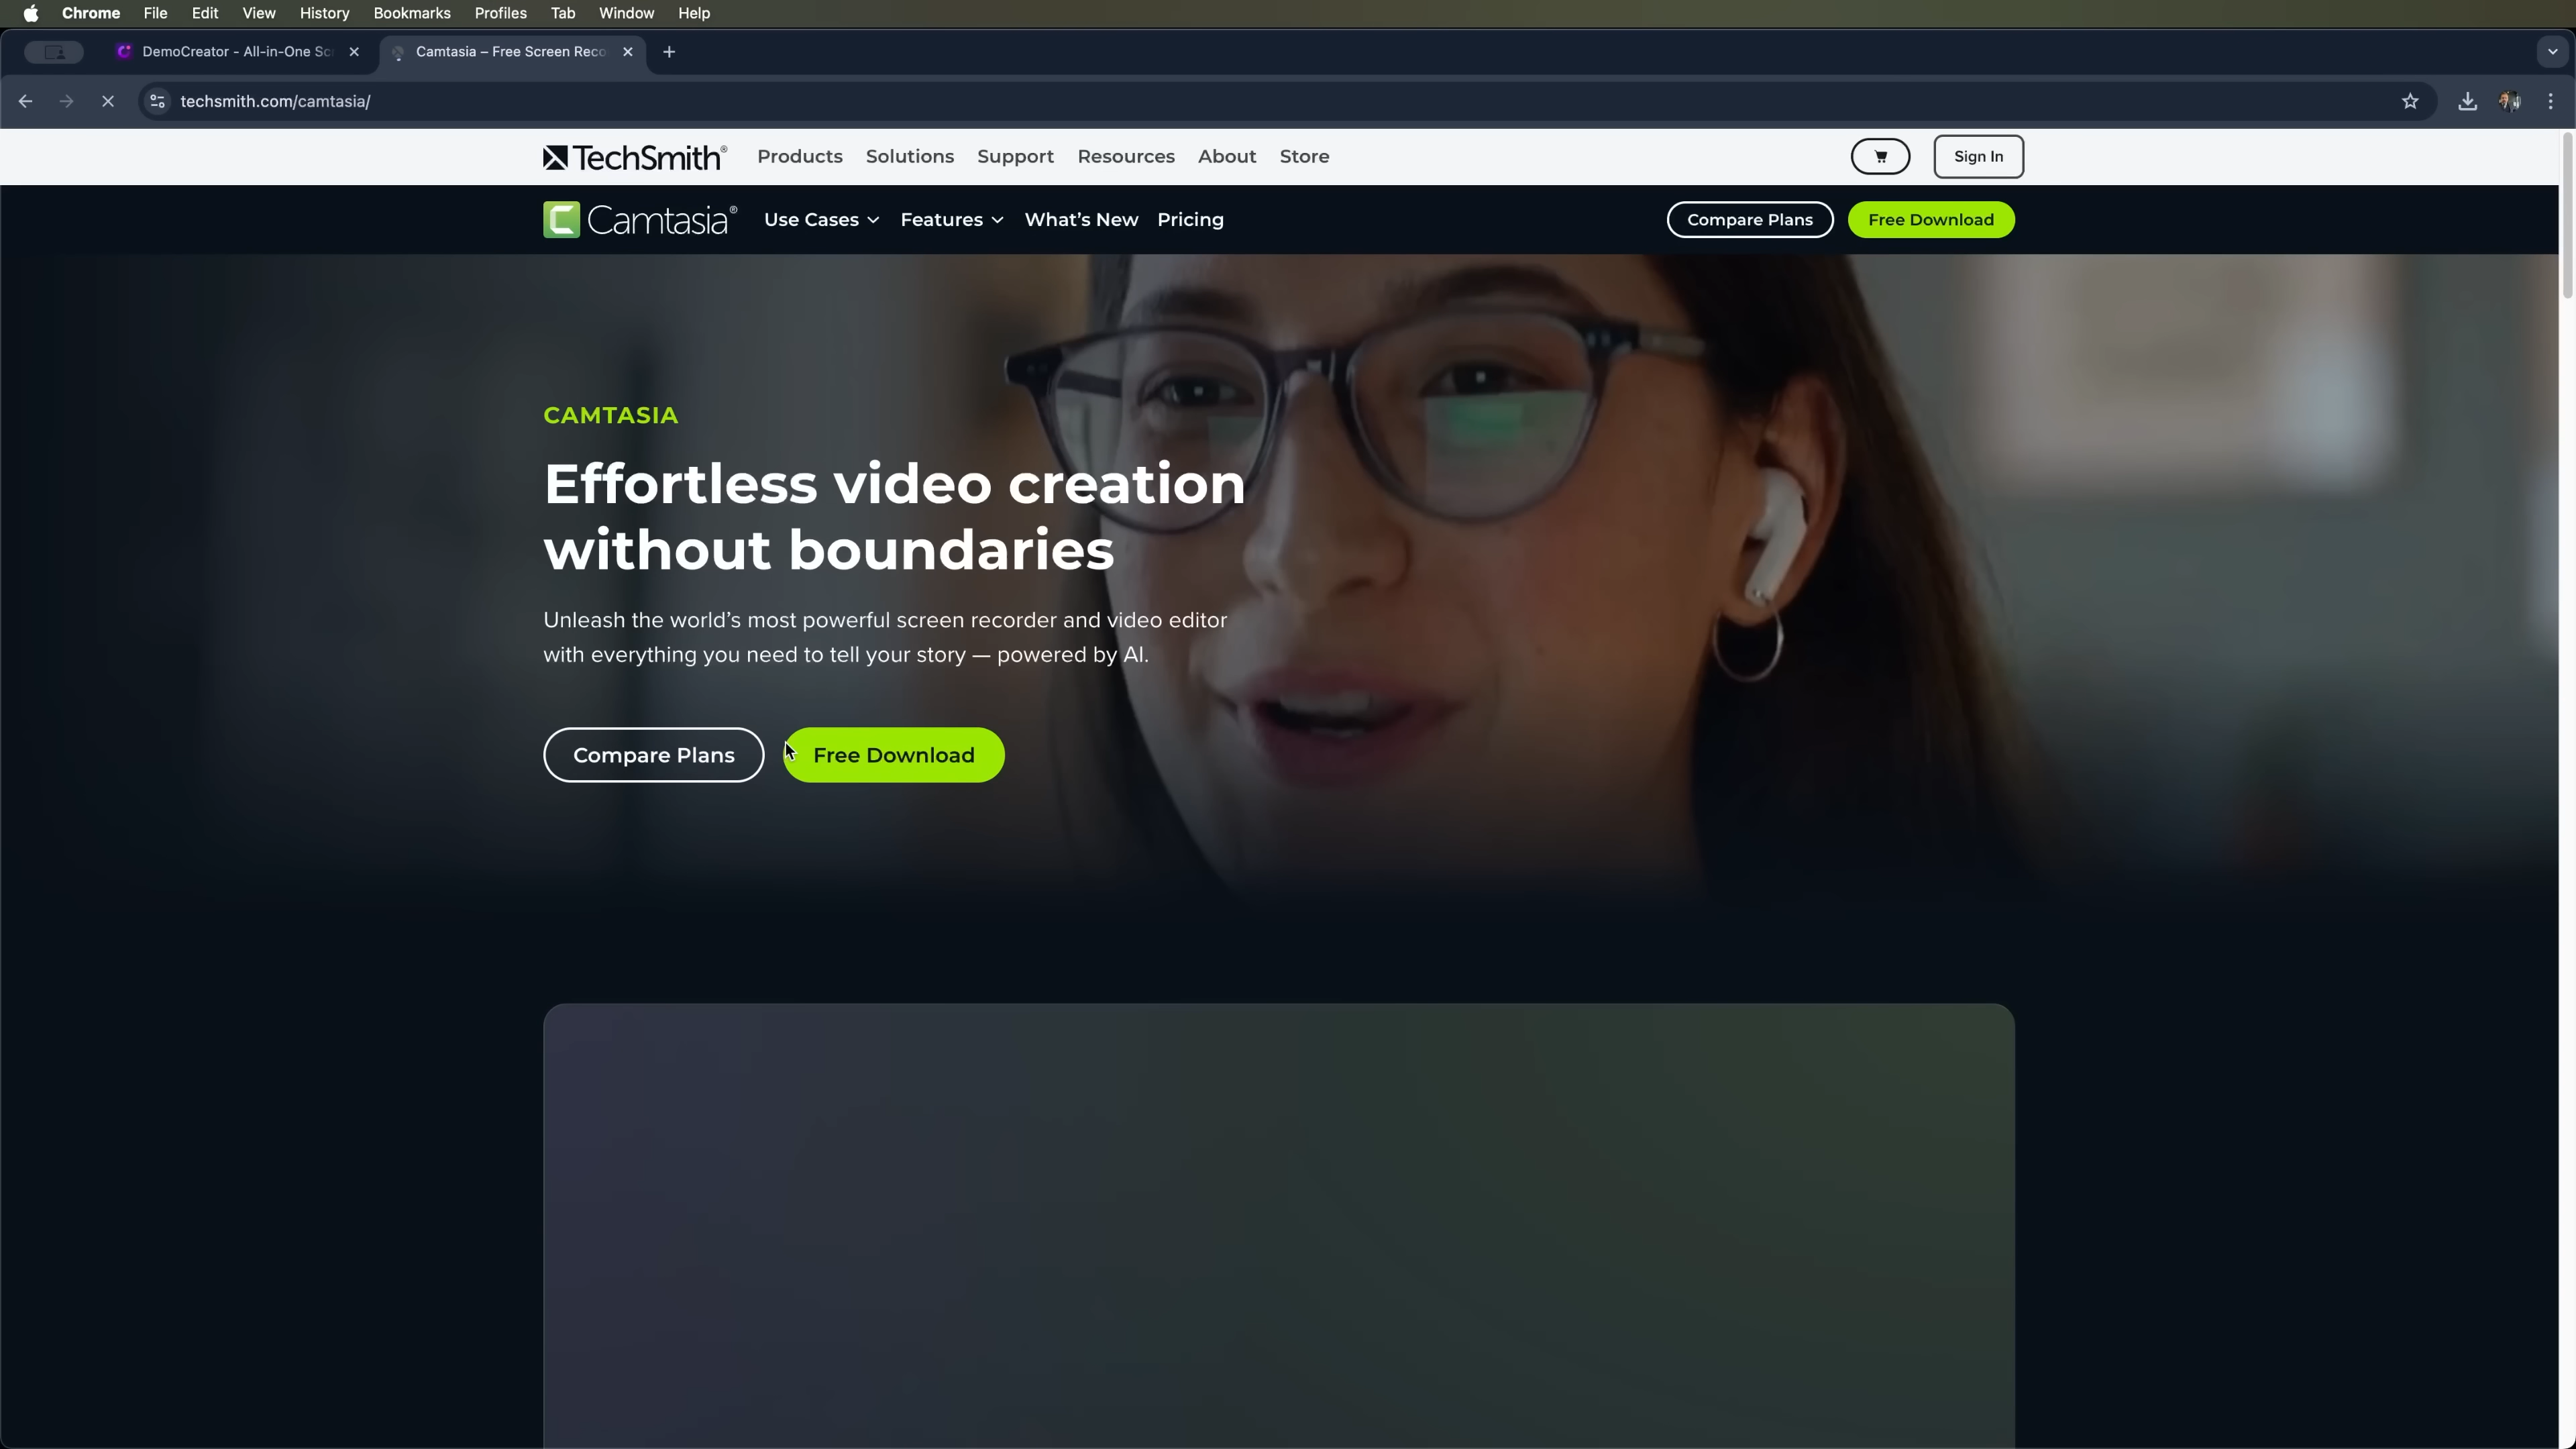 Chrome File Edit View History Bookmarks Profiles Tab Window Help
DemoCreator - All-in-One Sc
Camtasia – Free Screen Reco
techsmith.com/camtasia/
TechSmith® Products Solutions Support Resources About Store Sign In
Camtasia® Use Cases Features What's New Pricing Compare Plans Free Download
CAMTASIA
Effortless video creation
without boundaries
Unleash the world's most powerful screen recorder and video editor
with everything you need to tell your story — powered by AI.
Compare Plans Free Download